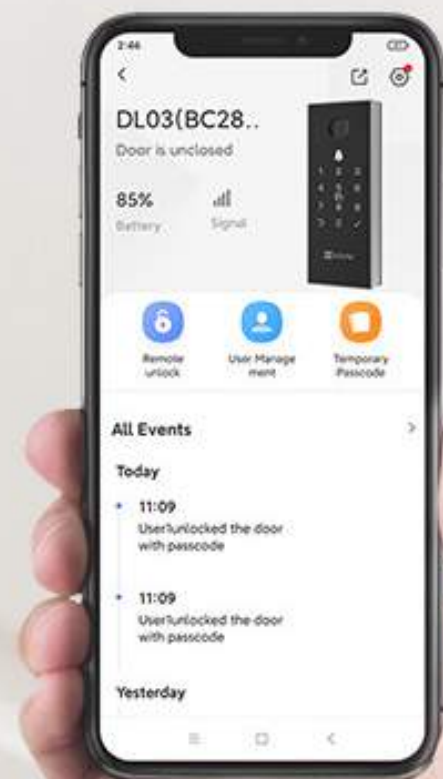 2:46
DL03(BC28..
Door is unclosed
85%
Battery
Signal
Remote
unlock
User Manage
ment
Temporary
Passcode
All Events
Today
11:09
User1unlocked the door
with passcode
11:09
User1unlocked the door
with passcode
Yesterday